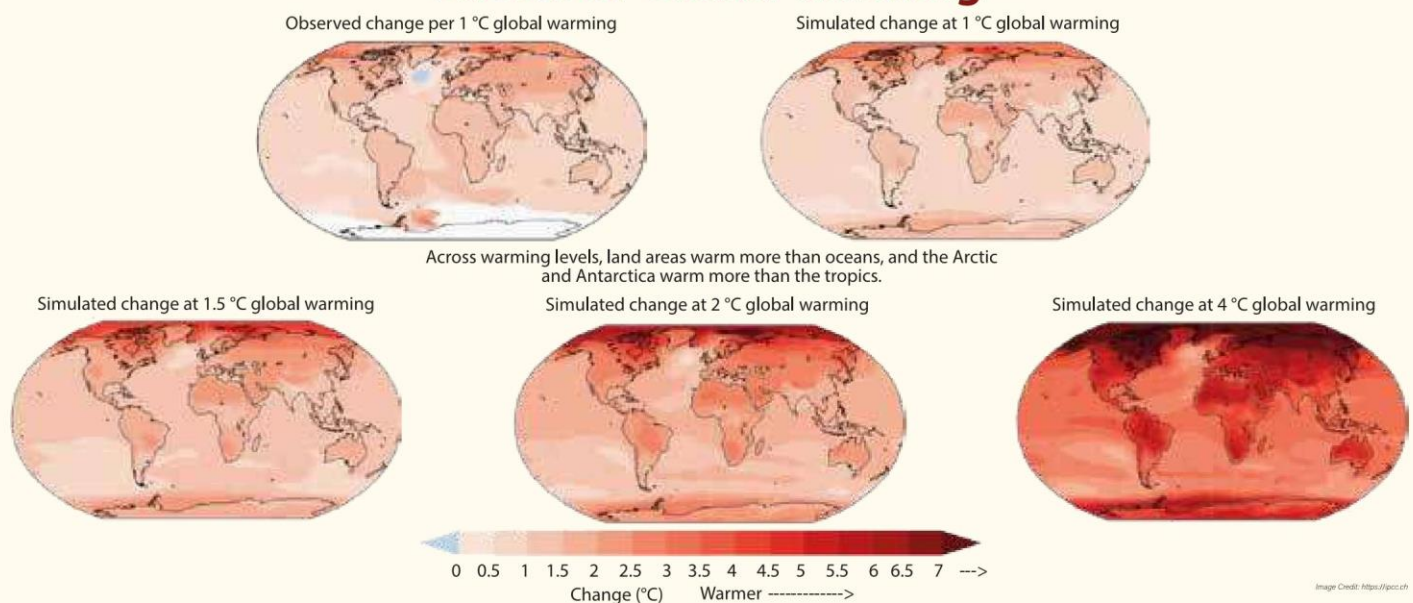 Observed change per 1 °C global warming
Simulated change at 1 °C global warming
Across warming levels, land areas warm more than oceans, and the Arctic
and Antarctica warm more than the tropics.
Simulated change at 1.5 °C global warming
Simulated change at 2 °C global warming
Simulated change at 4 °C global warming
0 0.5 1 1.5 2 2.5 3 3.5 4 4.5 5 5.5 6 6.5 7 --->
Change (°C) Warmer ------------->
Image Credit: https://ipcc.ch